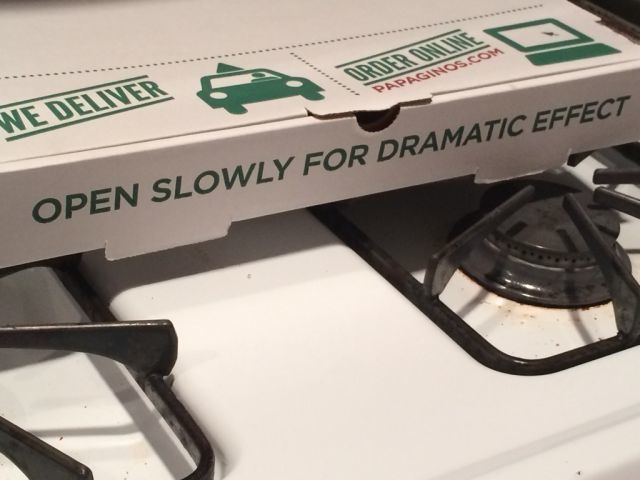 WE DELIVER
ORDER ONLINE
PAPAGINOS.COM
OPEN SLOWLY FOR DRAMATIC EFFECT